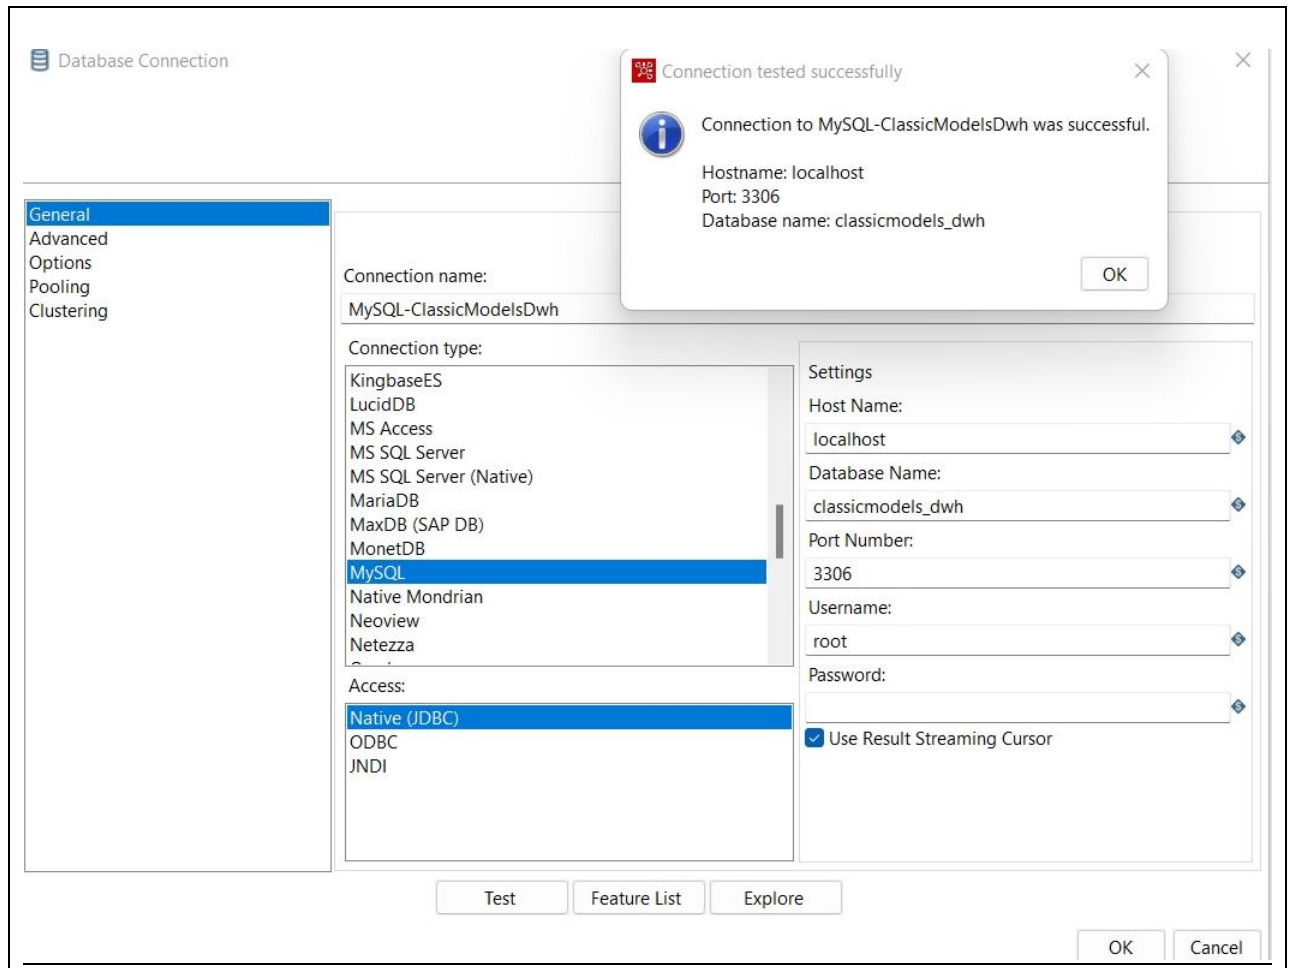 Database Connection
Connection tested successfully
Connection to MySQL-ClassicModelsDwh was successful.
Hostname: localhost
Port: 3306
Database name: classicmodels_dwh
OK
General
Advanced
Options
Pooling
Clustering
Connection name:
MySQL-ClassicModelsDwh
Connection type:
KingbaseES
LucidDB
MS Access
MS SQL Server
MS SQL Server (Native)
MariaDB
MaxDB (SAP DB)
MonetDB
MySQL
Native Mondrian
Neoview
Netezza
Access:
Native (JDBC)
ODBC
JNDI
Settings
Host Name:
localhost
Database Name:
classicmodels_dwh
Port Number:
3306
Username:
root
Password:
Use Result Streaming Cursor
Test
Feature List
Explore
OK
Cancel